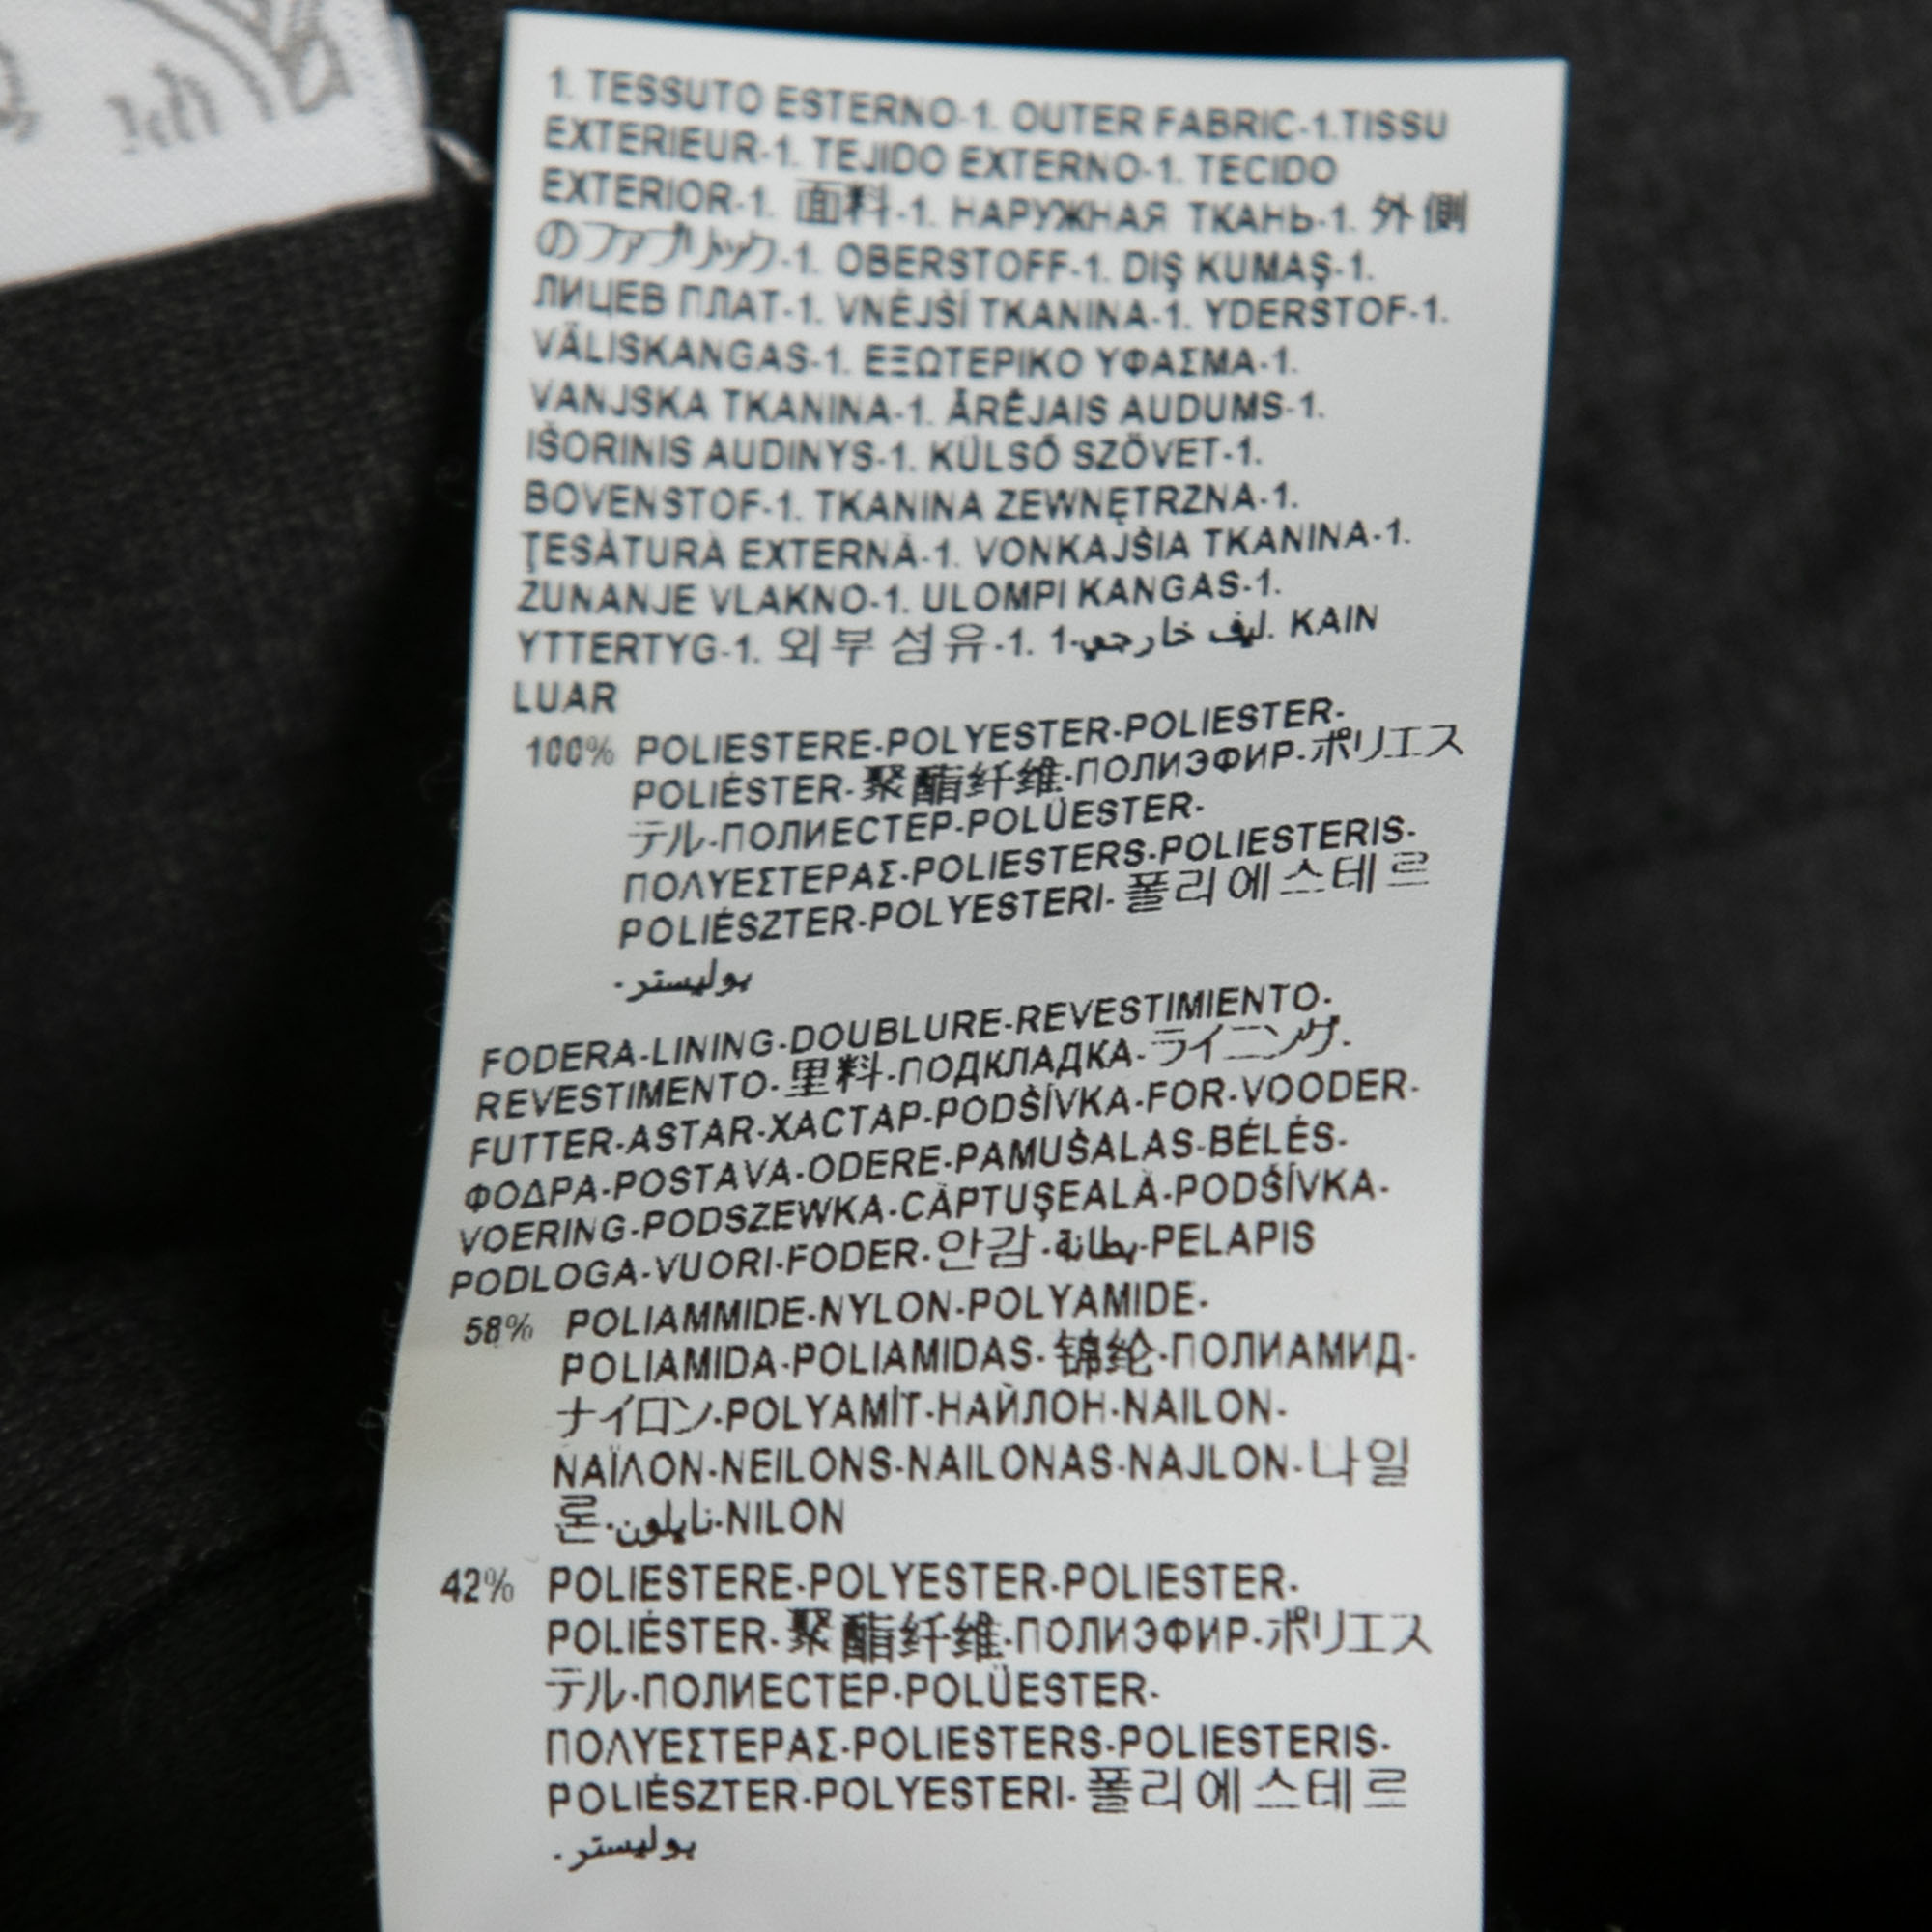 1. TESSUTO ESTERNO-1. OUTER FABRIC-1.TISSU
EXTERIEUR-1. TEJIDO EXTERNO-1. TECIDO
EXTERIOR-1. 面料-1. НАРУЖНАЯ ТКАНЬ-1. 外側
のファブリック-1. OBERSTOFF-1. DIŞ KUMAŞ-1.
ЛИЦЕВ ПЛАТ-1. VNĚJŠÍ TKANINA-1. YDERSTOF-1.
VÄLISKANGAS-1. ΕΞΩΤΕΡΙΚΟ ΥΦΑΣΜΑ-1.
VANJSKA TKANINA-1. ĀRĒJAIS AUDUMS-1.
IŠORINIS AUDINYS-1. KÜLSŐ SZÖVET-1.
BOVENSTOF-1. TKANINA ZEWNĘTRZNA-1.
ŢESĂTURĂ EXTERNĂ-1. VONKAJŠIA TKANINA-1.
ZUNANJE VLAKNO-1. ULOMPI KANGAS-1.
YTTERTYG-1. 외부 섬유-1. ليف خارجي-1. KAIN
LUAR
100% POLIESTERE-POLYESTER-POLIESTER-
POLIÉSTER-聚酯纤维-ПОЛИЭФИР-ポリエス
テル-ПОЛИЕСТЕР-POLÜESTER-
ΠΟΛΥΕΣΤΕΡΑΣ-POLIESTERS-POLIESTERIS-
POLIÉSZTER-POLYESTERI-폴리에스테르
بوليستر-
FODERA-LINING-DOUBLURE-REVESTIMIENTO-
REVESTIMENTO-里料-ПОДКЛАДКА-ライニング-
FUTTER-ASTAR-ХАСТАР-PODŠÍVKA-FOR-VOODER-
ΦΟΔΡΑ-POSTAVA-ODERE-PAMUŠALAS-BÉLÉS-
VOERING-PODSZEWKA-CĂPTUŞEALĂ-PODŠÍVKA-
PODLOGA-VUORI-FODER-안감-بطانة-PELAPIS
58% POLIAMMIDE-NYLON-POLYAMIDE-
POLIAMIDA-POLIAMIDAS-锦纶-ПОЛИАМИД-
ナイロン-POLYAMİT-НАЙЛОН-NAILON-
ΝΑΪΛΟΝ-NEILONS-NAILONAS-NAJLON-나일
론-نايلون-NILON
42% POLIESTERE-POLYESTER-POLIESTER-
POLIÉSTER-聚酯纤维-ПОЛИЭФИР-ポリエス
テル-ПОЛИЕСТЕР-POLÜESTER-
ΠΟΛΥΕΣΤΕΡΑΣ-POLIESTERS-POLIESTERIS-
POLIÉSZTER-POLYESTERI-폴리에스테르
بوليستر-